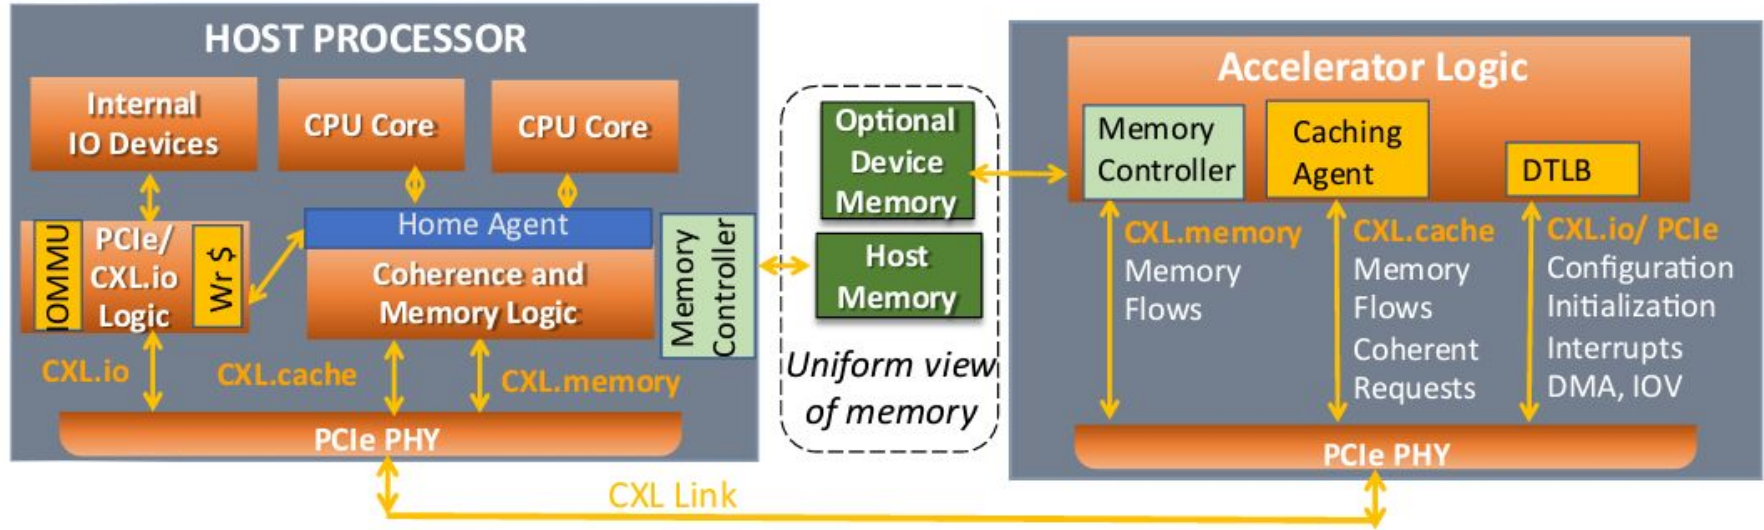 HOST PROCESSOR
Internal
IO Devices
CPU Core
CPU Core
IOMMU
PCIe/
CXL.io
Logic
Wr $
Home Agent
Coherence and
Memory Logic
Memory
Controller
CXL.io
CXL.cache
CXL.memory
PCIe PHY
Optional
Device
Memory
Host
Memory
Uniform view
of memory
Accelerator Logic
Memory
Controller
Caching
Agent
DTLB
CXL.memory
Memory
Flows
CXL.cache
Memory
Flows
Coherent
Requests
CXL.io/ PCIe
Configuration
Initialization
Interrupts
DMA, IOV
PCIe PHY
CXL Link